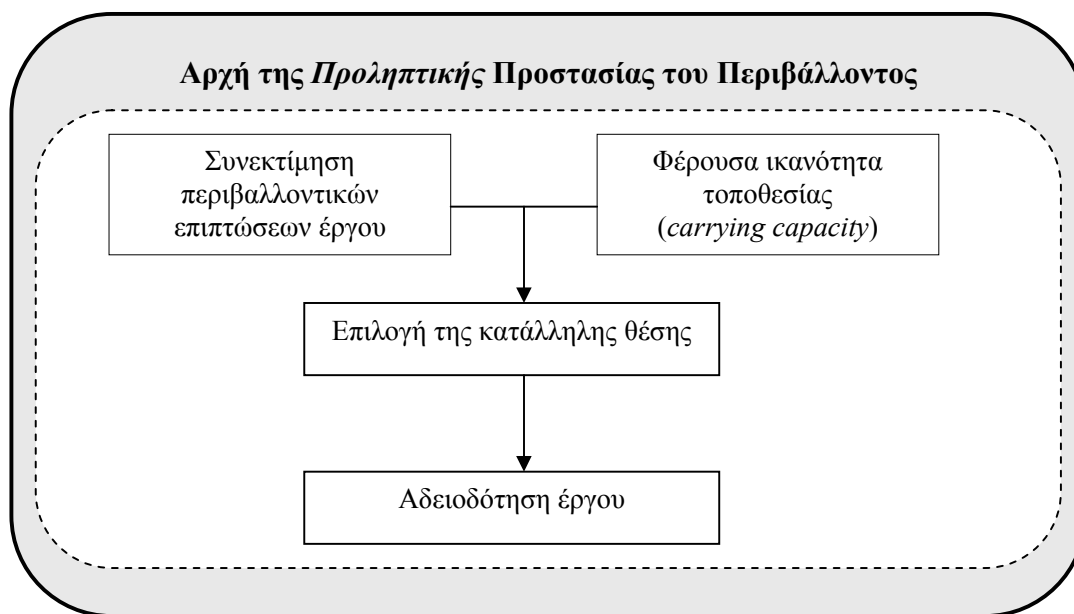 Αρχή της Προληπτικής Προστασίας του Περιβάλλοντος
Συνεκτίμηση
περιβαλλοντικών
επιπτώσεων έργου
Φέρουσα ικανότητα
τοποθεσίας
(carrying capacity)
Επιλογή της κατάλληλης θέσης
Αδειοδότηση έργου